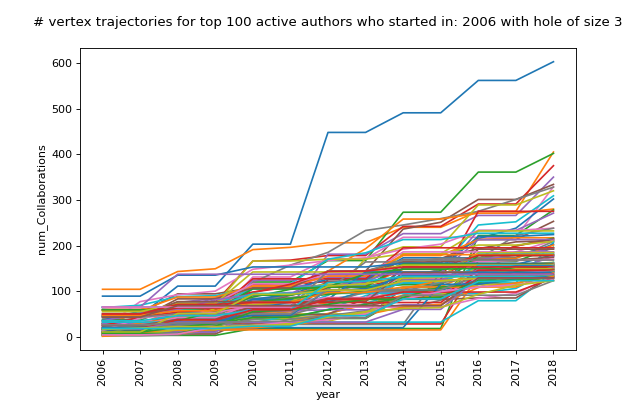 # vertex trajectories for top 100 active authors who started in: 2006 with hole of size 3
600
500
400
300
200
100
0
num_Collaborations
2006 2007 2008 2009 2010 2011 2012 2013 2014 2015 2016 2017 2018
year